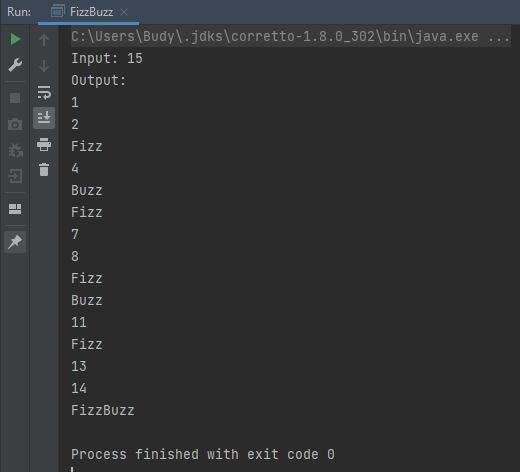 Run: FizzBuzz
C:\Users\Budy\.jdks\corretto-1.8.0_302\bin\java.exe ...
Input: 15
Output:
1
2
Fizz
4
Buzz
Fizz
7
8
Fizz
Buzz
11
Fizz
13
14
FizzBuzz
Process finished with exit code 0